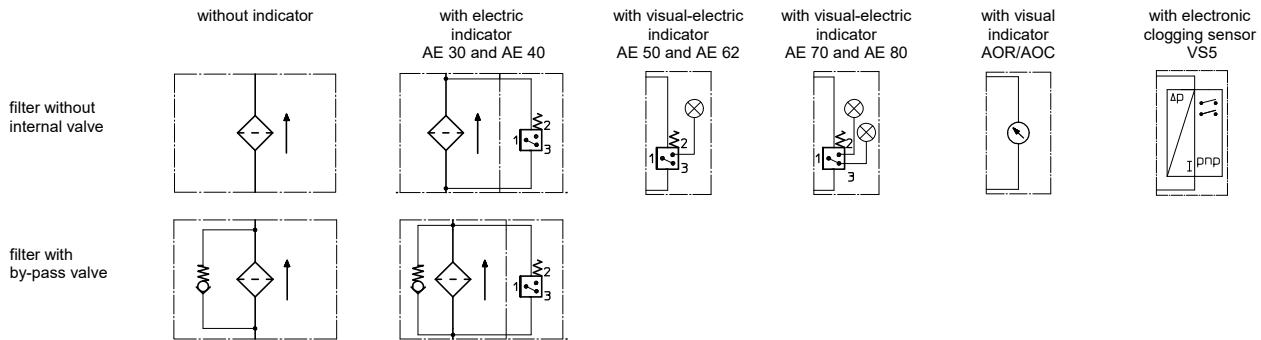 without indicator
with electric
indicator
AE 30 and AE 40
with visual-electric
indicator
AE 50 and AE 62
with visual-electric
indicator
AE 70 and AE 80
with visual
indicator
AOR/AOC
with electronic
clogging sensor
VS5
filter without
internal valve
1
2
3
1
2
3
1
2
3
Δp
I
pnp
filter with
by-pass valve
1
2
3